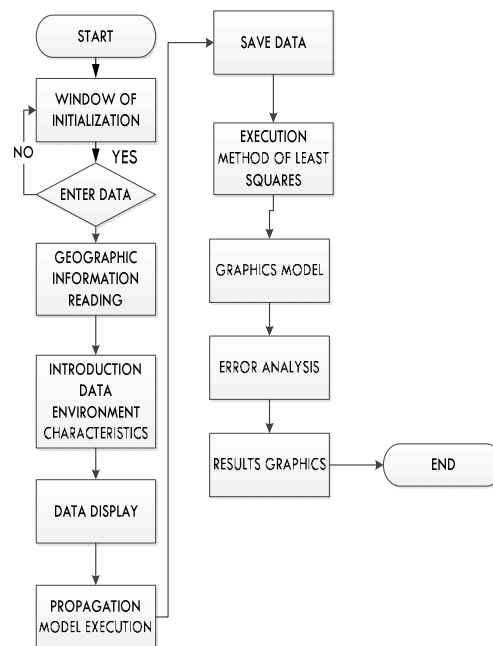 START
WINDOW OF
INITIALIZATION
NO
YES
ENTER DATA
GEOGRAPHIC
INFORMATION
READING
INTRODUCTION
DATA
ENVIRONMENT
CHARACTERISTICS
DATA DISPLAY
PROPAGATION
MODEL EXECUTION
SAVE DATA
EXECUTION
METHOD OF LEAST
SQUARES
GRAPHICS MODEL
ERROR ANALYSIS
RESULTS GRAPHICS
END